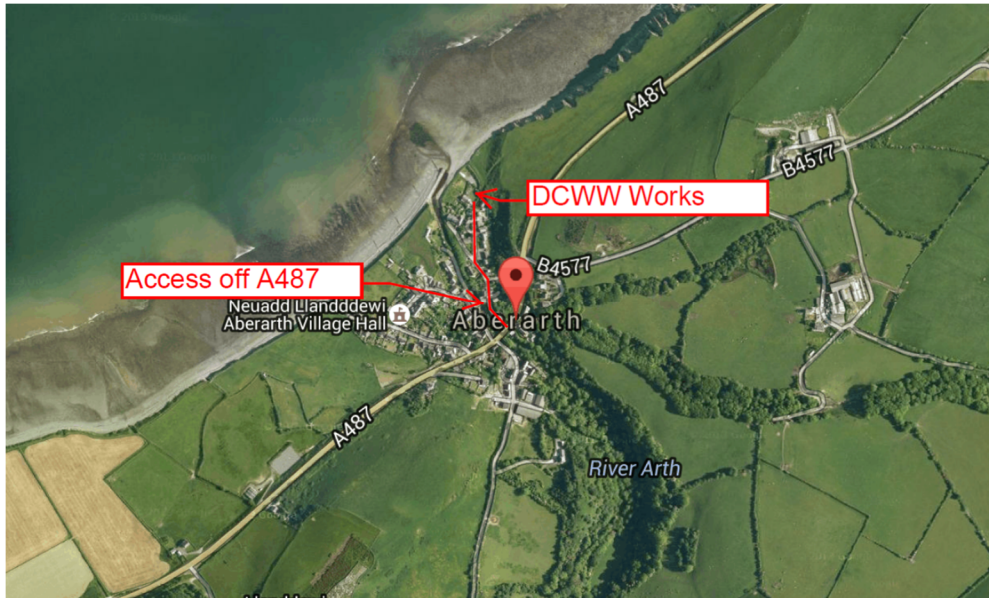 A487
B4577
DCWW Works
B4577
Access off A487
Neuadd Llandddewi
Aberarth Village Hall
Aberarth
A487
River Arth